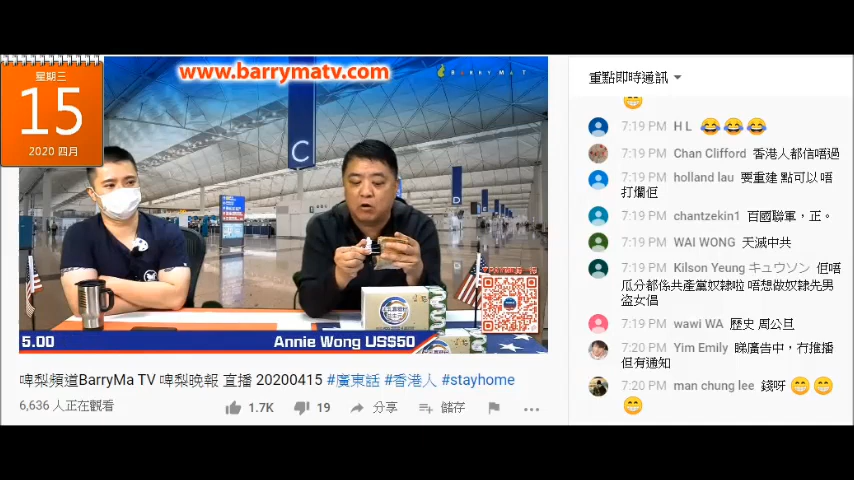 www.barrymatv.com
BARRYMAT
星期三
15
2020 四月
C
D
5.00
Annie Wong US$50
啤梨頻道BarryMa TV 啤梨晚報 直播 20200415 #廣東話 #香港人 #stayhome
6,636 人正在觀看
1.7K
19
分享
儲存
重點即時通訊
7:19 PM H L
7:19 PM Chan Clifford 香港人都信唔過
7:19 PM holland lau 要重建 點可以 唔
打爛佢
7:19 PM chantzekin1 百國聯軍，正。
7:19 PM WAI WONG 天滅中共
7:19 PM Kilson Yeung キュウソン 佢唔
瓜分都係共產黨奴隸啦 唔想做奴隸先男
盜女倡
7:19 PM wawi WA 歷史 周公旦
7:20 PM Yim Emily 睇廣告中，冇推播
但有通知
7:20 PM man chung lee 錢呀